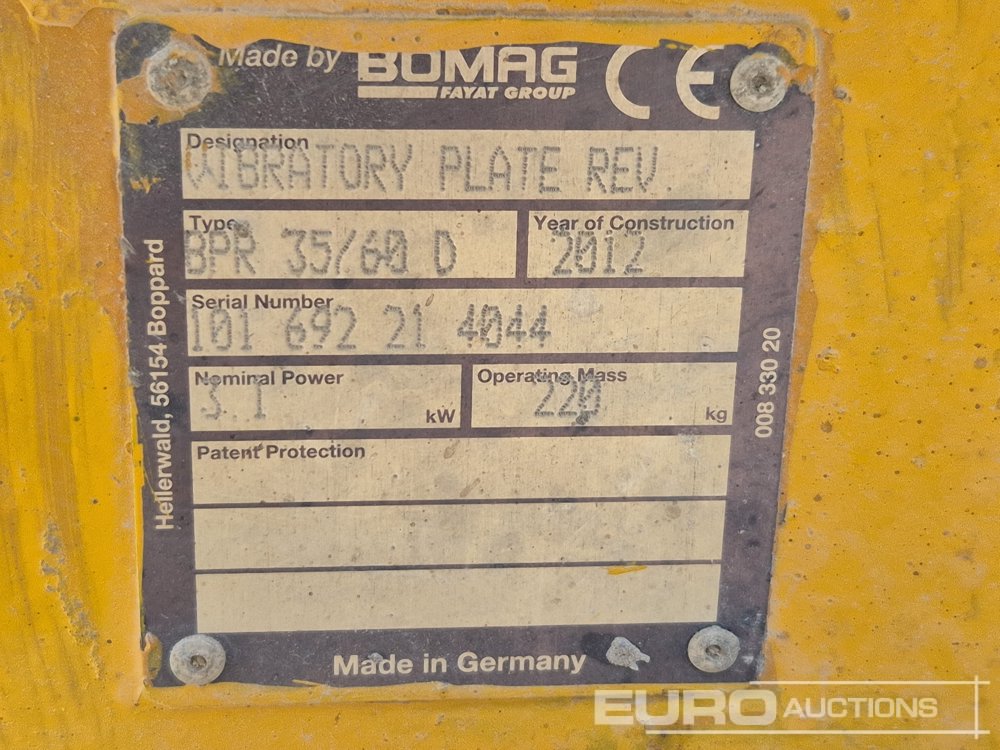 Made by BOMAG CE
FAYAT GROUP
Designation
VIBRATORY PLATE REV.
Type
BPR 35/60 D
Year of Construction
2012
Serial Number
101 692 21 4044
Nominal Power
3.1 kW
Operating Mass
220 kg
Patent Protection
Hellerwald, 56154 Boppard
008 330 20
Made in Germany
EURO AUCTIONS